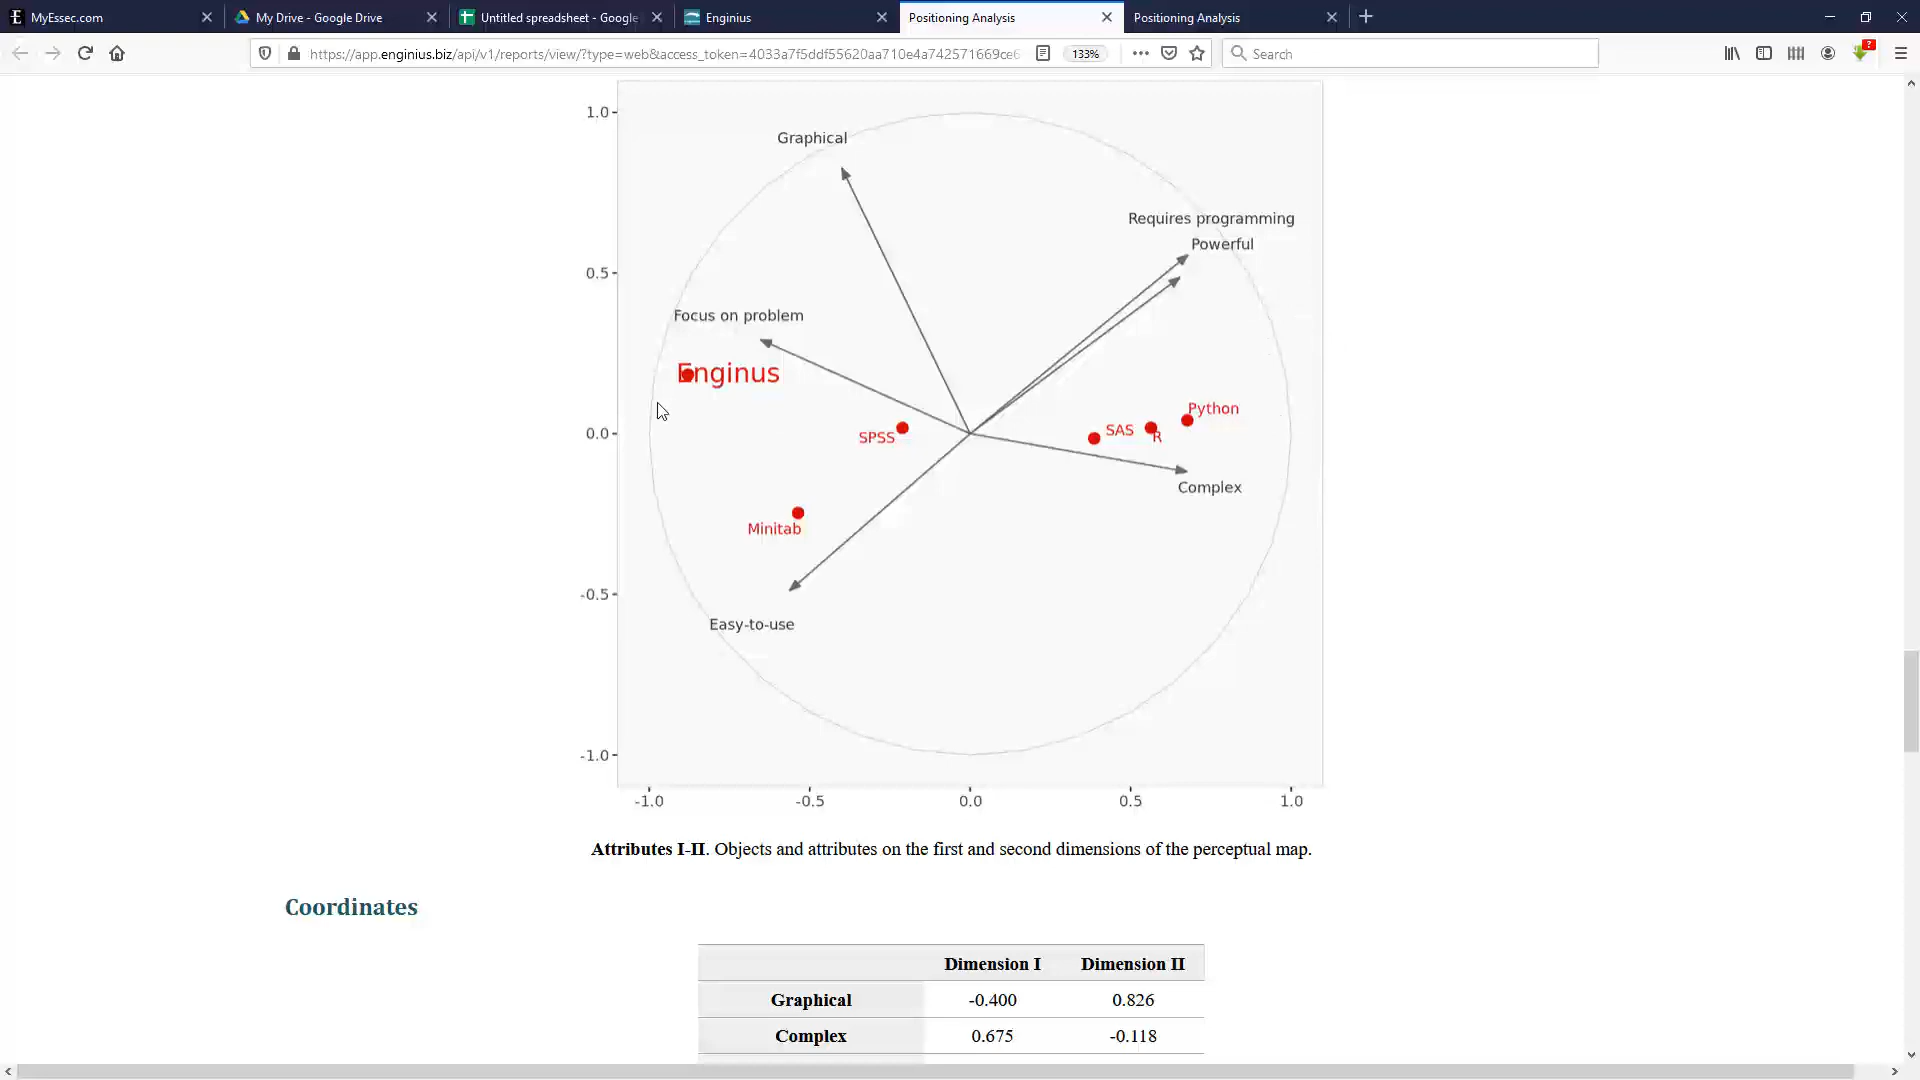 MyEssec.com
My Drive - Google Drive
Untitled spreadsheet - Google
Enginius
Positioning Analysis
Positioning Analysis
https://app.enginius.biz/api/v1/reports/view/?type=web&access_token=4033a7f5ddf55620aa710e4a742571669ce6
133%
Search
1.0
Graphical
Requires programming
Powerful
0.5
Focus on problem
Enginus
Python
SAS
R
0.0
SPSS
Complex
Minitab
-0.5
Easy-to-use
-1.0
-1.0 -0.5 0.0 0.5 1.0
Attributes I-II. Objects and attributes on the first and second dimensions of the perceptual map.
Coordinates
Dimension I Dimension II
Graphical -0.400 0.826
Complex 0.675 -0.118